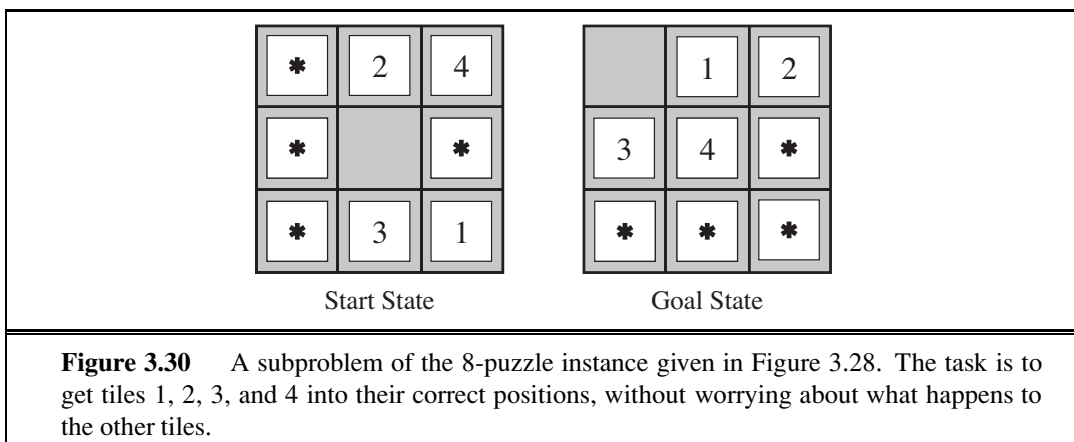 ✱ 2 4
✱ ✱
✱ 3 1
Start State
1 2
3 4 ✱
✱ ✱ ✱
Goal State
Figure 3.30 A subproblem of the 8-puzzle instance given in Figure 3.28. The task is to
get tiles 1, 2, 3, and 4 into their correct positions, without worrying about what happens to
the other tiles.